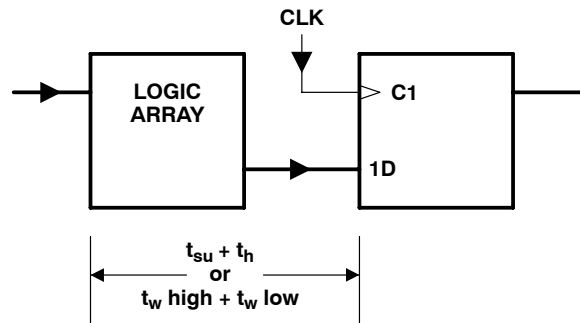 CLK
LOGIC
ARRAY
C1
1D
tsu + th
or
tw high + tw low